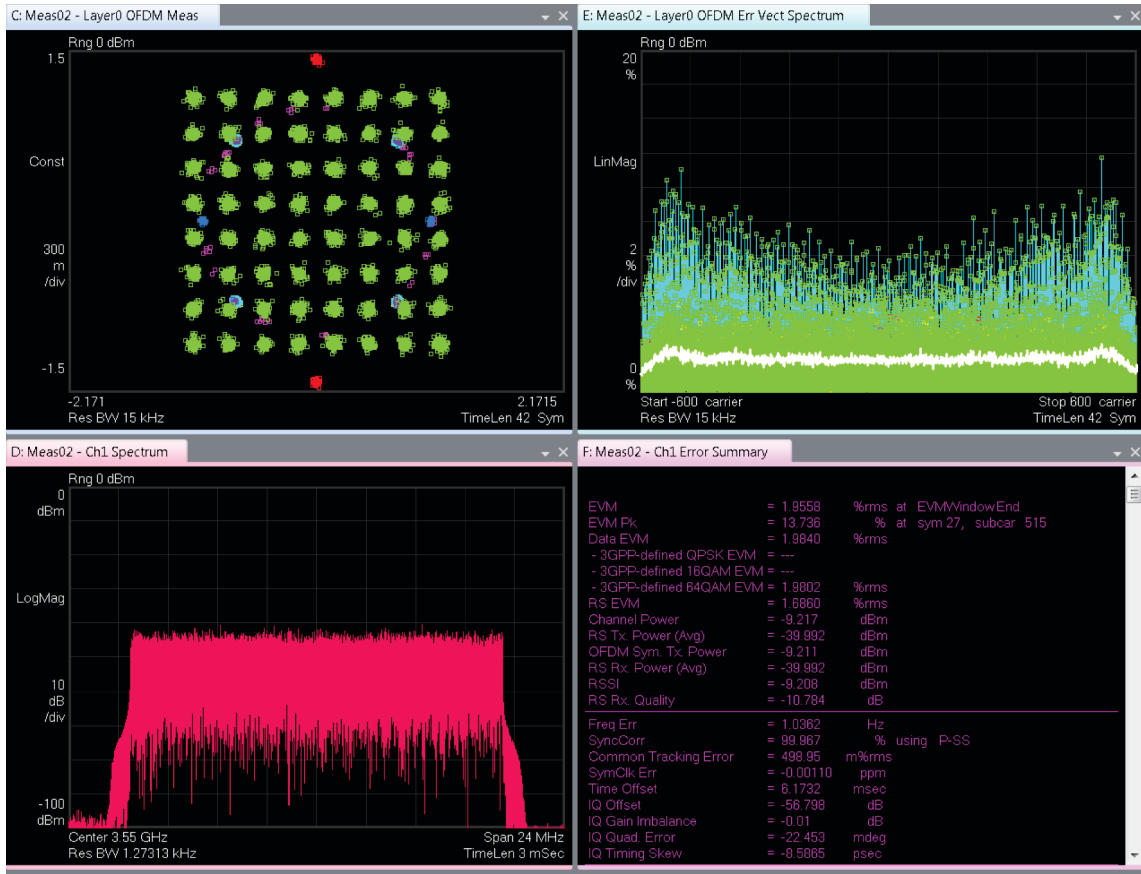 C: Meas02 - Layer0 OFDM Meas
Rng 0 dBm
1.5
Const
300
m
/div
-1.5
-2.171
2.1715
Res BW 15 kHz
TimeLen 42 Sym
E: Meas02 - Layer0 OFDM Err Vect Spectrum
Rng 0 dBm
20
%
LinMag
2
%
/div
0
%
Start -600 carrier
Stop 600 carrier
Res BW 15 kHz
TimeLen 42 Sym
D: Meas02 - Ch1 Spectrum
Rng 0 dBm
0
dBm
LogMag
10
dB
/div
-100
dBm
Center 3.55 GHz
Span 24 MHz
Res BW 1.27313 kHz
TimeLen 3 mSec
F: Meas02 - Ch1 Error Summary
EVM = 1.9558 %rms at EVMWindowEnd
EVM Pk = 13.736 % at sym 27, subcar 515
Data EVM = 1.9840 %rms
- 3GPP-defined QPSK EVM = ---
- 3GPP-defined 16QAM EVM = ---
- 3GPP-defined 64QAM EVM = 1.9802 %rms
RS EVM = 1.6860 %rms
Channel Power = -9.217 dBm
RS Tx. Power (Avg) = -39.992 dBm
OFDM Sym. Tx. Power = -9.211 dBm
RS Rx. Power (Avg) = -39.992 dBm
RSSI = -9.208 dBm
RS Rx. Quality = -10.784 dB
Freq Err = 1.0362 Hz
SyncCorr = 99.967 % using P-SS
Common Tracking Error = 498.95 m%rms
SymClk Err = -0.00110 ppm
Time Offset = 6.1732 msec
IQ Offset = -56.798 dB
IQ Gain Imbalance = -0.01 dB
IQ Quad. Error = -22.453 mdeg
IQ Timing Skew = -8.5865 psec